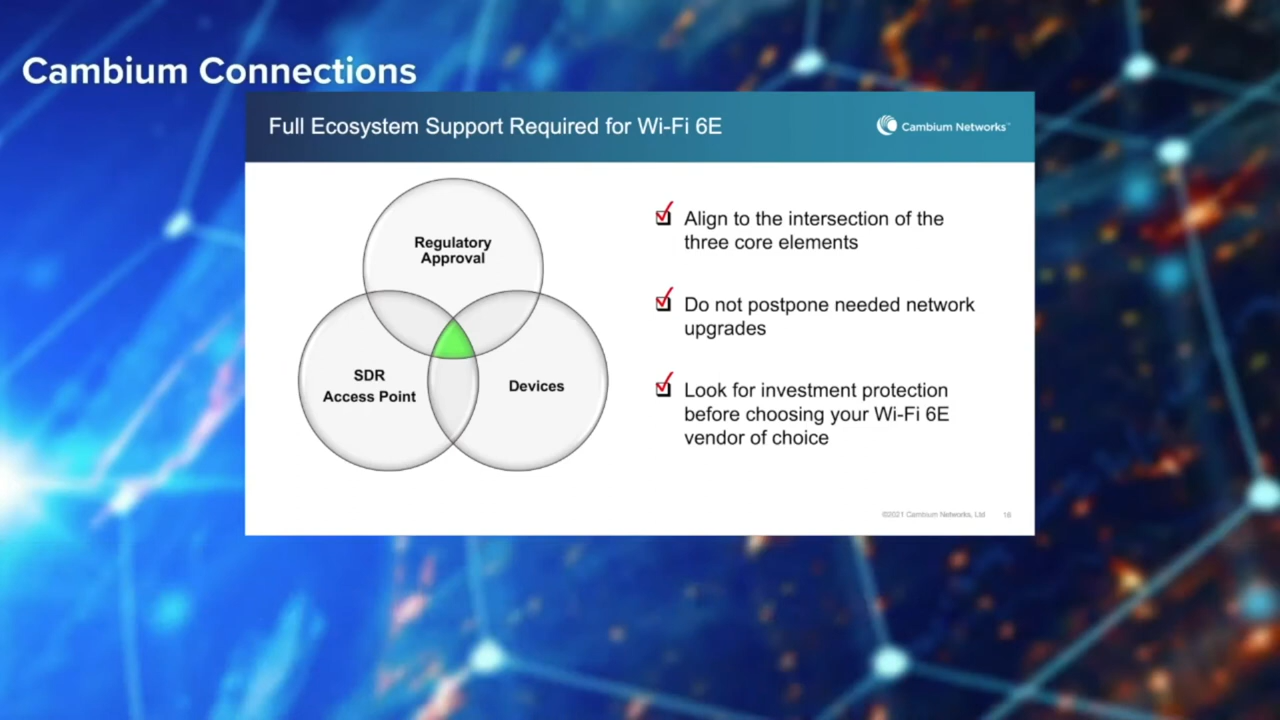 Cambium Connections
Full Ecosystem Support Required for Wi-Fi 6E
Cambium Networks™
Regulatory
Approval
SDR
Access Point
Devices
Align to the intersection of the
three core elements
Do not postpone needed network
upgrades
Look for investment protection
before choosing your Wi-Fi 6E
vendor of choice
©2021 Cambium Networks, Ltd
16